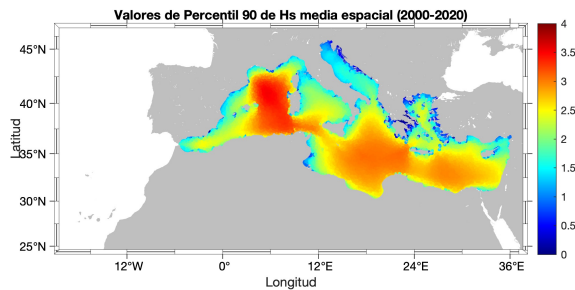 Valores de Percentil 90 de Hs media espacial (2000-2020)
45°N
40°N
35°N
30°N
25°N
Latitud
12°W 0° 12°E 24°E 36°E
Longitud
4
3.5
3
2.5
2
1.5
1
0.5
0